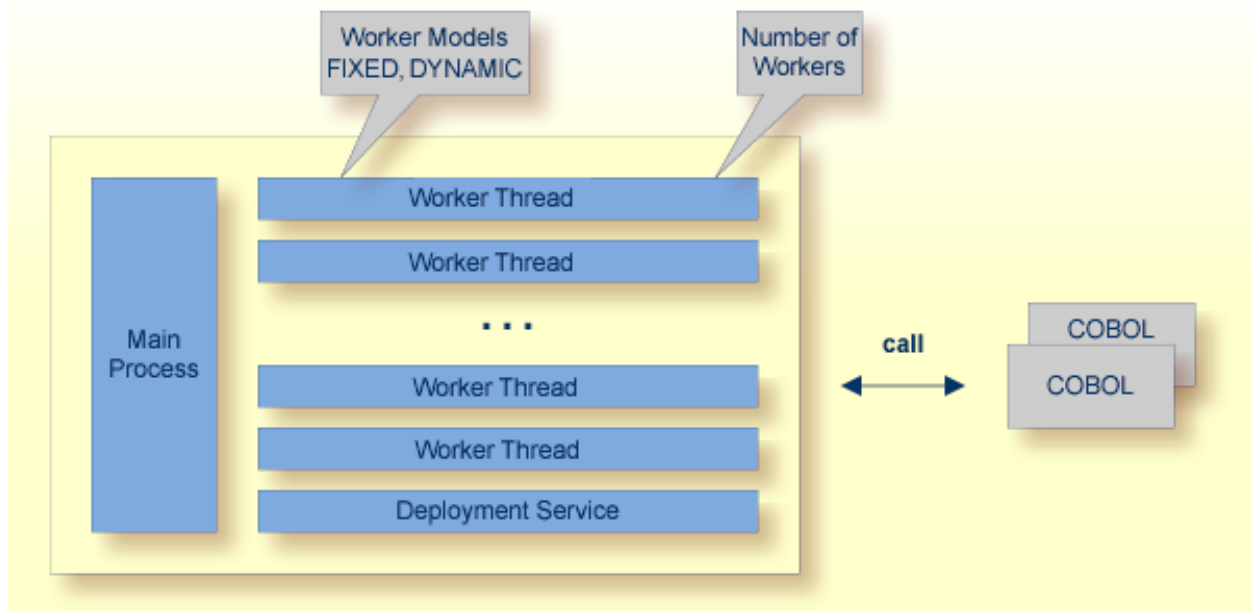 Worker Models
FIXED, DYNAMIC
Number of
Workers
Worker Thread
Worker Thread
...
Main
Process
Worker Thread
Worker Thread
Deployment Service
call
COBOL
COBOL